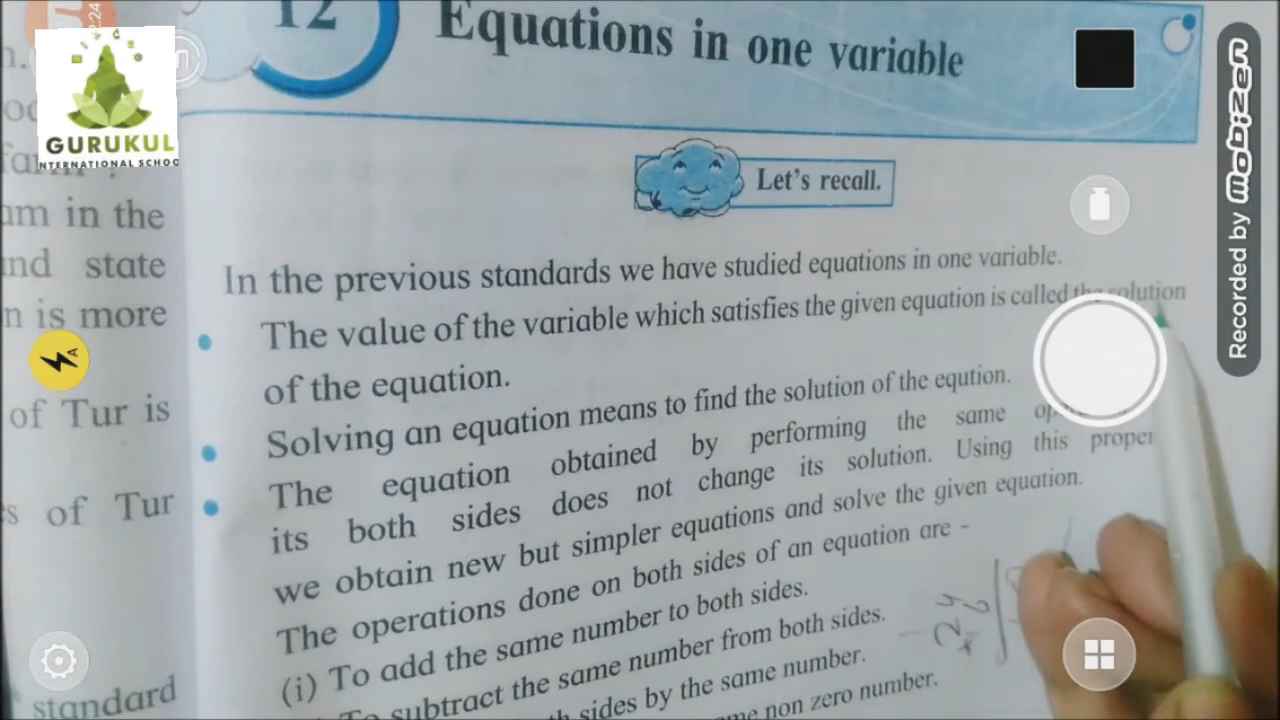 12
Equations in one variable
GURUKUL
INTERNATIONAL SCHOO
Let's recall.
am in the
nd state
n is more
of Tur is
of Tur
standard
In the previous standards we have studied equations in one variable.
• The value of the variable which satisfies the given equation is called the solution
of the equation.
• Solving an equation means to find the solution of the eqution.
• The equation obtained by performing the same
its both sides does not change its solution. Using this proper
we obtain new but simpler equations and solve the given equation.
The operations done on both sides of an equation are -
(i) To add the same number to both sides.
To subtract the same number from both sides.
sides by the same number.
me non zero number.
Recorded by mobizen